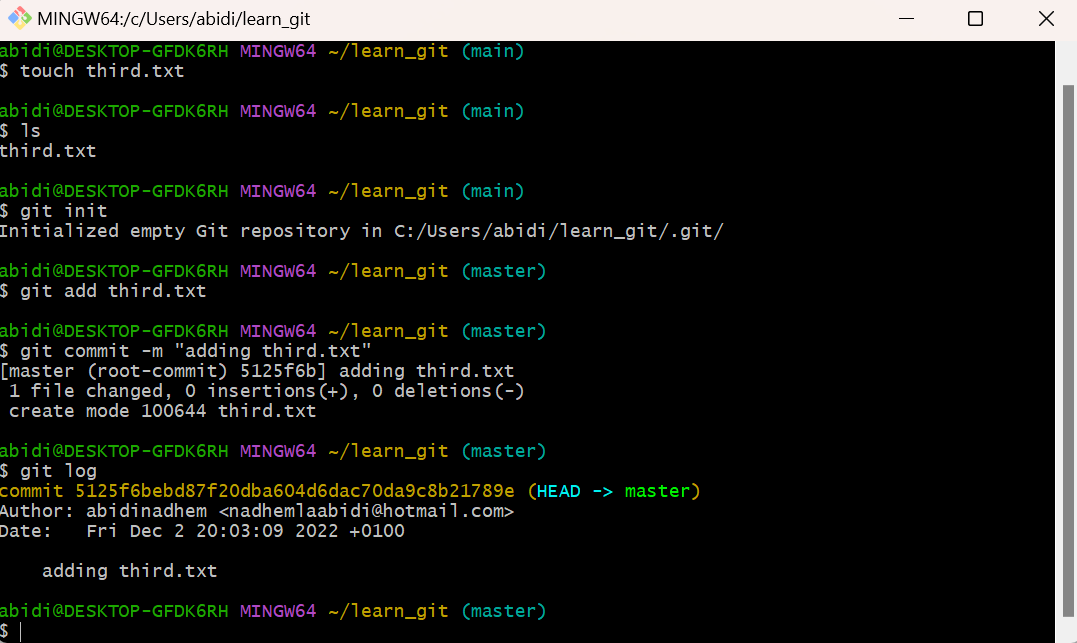 MINGW64:/c/Users/abidi/learn_git
abidi@DESKTOP-GFDK6RH MINGW64 ~/learn_git (main)
$ touch third.txt
abidi@DESKTOP-GFDK6RH MINGW64 ~/learn_git (main)
$ ls
third.txt
abidi@DESKTOP-GFDK6RH MINGW64 ~/learn_git (main)
$ git init
Initialized empty Git repository in C:/Users/abidi/learn_git/.git/
abidi@DESKTOP-GFDK6RH MINGW64 ~/learn_git (master)
$ git add third.txt
abidi@DESKTOP-GFDK6RH MINGW64 ~/learn_git (master)
$ git commit -m "adding third.txt"
[master (root-commit) 5125f6b] adding third.txt
 1 file changed, 0 insertions(+), 0 deletions(-)
 create mode 100644 third.txt
abidi@DESKTOP-GFDK6RH MINGW64 ~/learn_git (master)
$ git log
commit 5125f6bebd87f20dba604d6dac70da9c8b21789e (HEAD -> master)
Author: abidinadhem <nadhemlaabidi@hotmail.com>
Date:   Fri Dec 2 20:03:09 2022 +0100
    adding third.txt
abidi@DESKTOP-GFDK6RH MINGW64 ~/learn_git (master)
$